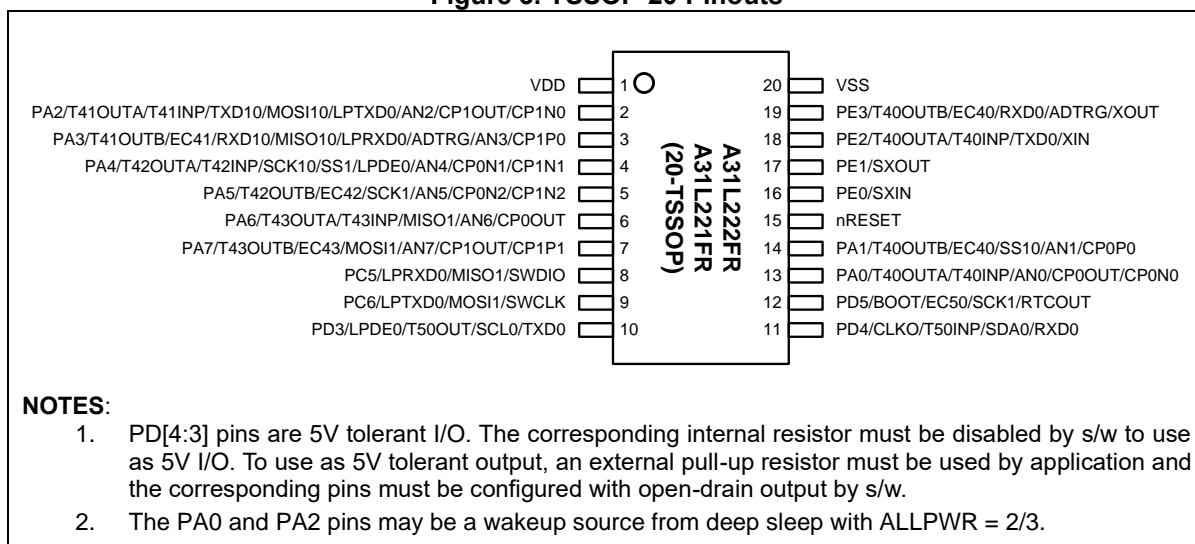 Figure 3. TSSOP 20 Pinouts
VDD 1 20 VSS
PA2/T41OUTA/T41INP/TXD10/MOSI10/LPTXD0/AN2/CP1OUT/CP1N0 2 19 PE3/T40OUTB/EC40/RXD0/ADTRG/XOUT
PA3/T41OUTB/EC41/RXD10/MISO10/LPRXD0/ADTRG/AN3/CP1P0 3 18 PE2/T40OUTA/T40INP/TXD0/XIN
PA4/T42OUTA/T42INP/SCK10/SS1/LPDE0/AN4/CP0N1/CP1N1 4 17 PE1/SXOUT
PA5/T42OUTB/EC42/SCK1/AN5/CP0N2/CP1N2 5 16 PE0/SXIN
PA6/T43OUTA/T43INP/MISO1/AN6/CP0OUT 6 15 nRESET
PA7/T43OUTB/EC43/MOSI1/AN7/CP1OUT/CP1P1 7 14 PA1/T40OUTB/EC40/SS10/AN1/CP0P0
PC5/LPRXD0/MISO1/SWDIO 8 13 PA0/T40OUTA/T40INP/AN0/CP0OUT/CP0N0
PC6/LPTXD0/MOSI1/SWCLK 9 12 PD5/BOOT/EC50/SCK1/RTCOUT
PD3/LPDE0/T50OUT/SCL0/TXD0 10 11 PD4/CLKO/T50INP/SDA0/RXD0
A31L222FR
A31L221FR
(20-TSSOP)
NOTES:
1. PD[4:3] pins are 5V tolerant I/O. The corresponding internal resistor must be disabled by s/w to use
as 5V I/O. To use as 5V tolerant output, an external pull-up resistor must be used by application and
the corresponding pins must be configured with open-drain output by s/w.
2. The PA0 and PA2 pins may be a wakeup source from deep sleep with ALLPWR = 2/3.